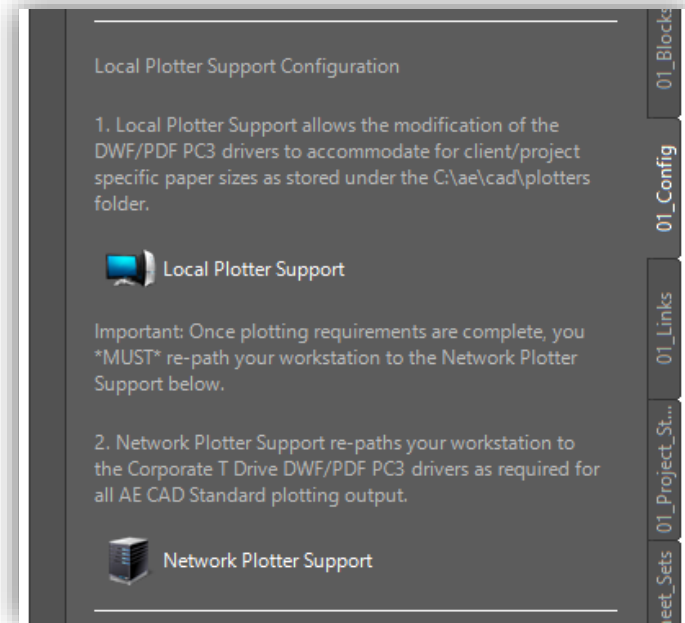 Local Plotter Support Configuration
1. Local Plotter Support allows the modification of the
DWF/PDF PC3 drivers to accommodate for client/project
specific paper sizes as stored under the C:\ae\cad\plotters
folder.
Local Plotter Support
Important: Once plotting requirements are complete, you
*MUST* re-path your workstation to the Network Plotter
Support below.
2. Network Plotter Support re-paths your workstation to
the Corporate T Drive DWF/PDF PC3 drivers as required for
all AE CAD Standard plotting output.
Network Plotter Support
01_Blocks
01_Config
01_Links
01_Project_St...
eet_Sets